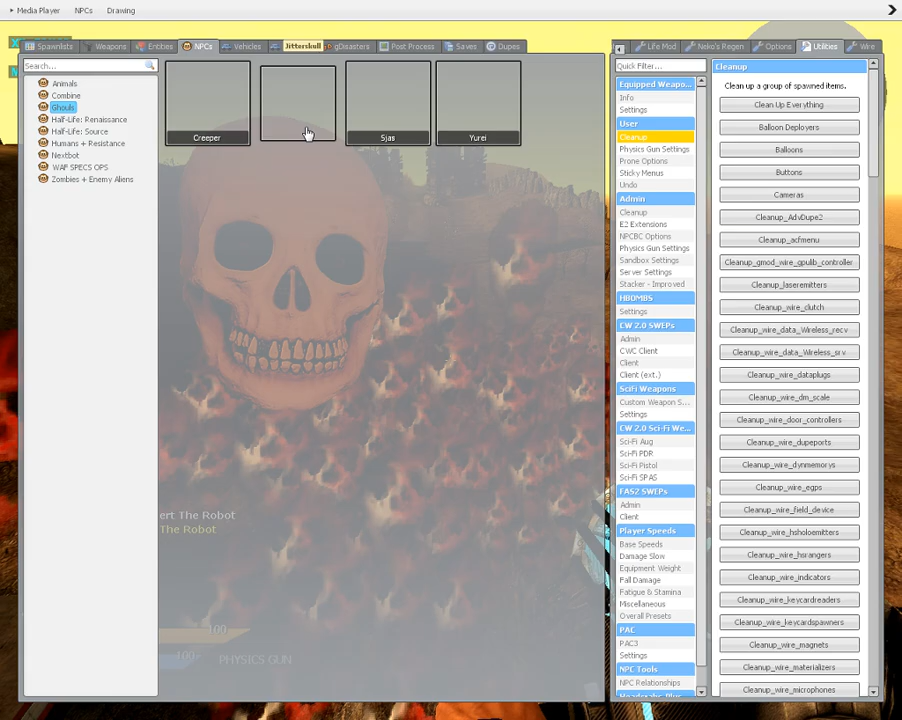 Media Player NPCs Drawing
Spawnlists Weapons Entities NPCs Vehicles Jitterskull gDisasters Post Process Saves Dupes
Life Mod Neko's Regen Options Utilities Wire
Search...
Animals
Combine
Ghouls
Half-Life: Renaissance
Half-Life: Source
Humans + Resistance
Nextbot
WAF SPECS OPS
Zombies + Enemy Aliens
Creeper
Sjas
Yurei
ert The Robot
The Robot
100
100
PHYSICS GUN
Quick Filter...
Equipped Weapo...
Info
Settings
User
Cleanup
Physics Gun Settings
Prone Options
Sticky Menus
Undo
Admin
Cleanup
E2 Extensions
NPCBC Options
Physics Gun Settings
Sandbox Settings
Server Settings
Stacker - Improved
HBOMBS
Settings
CW 2.0 SWEPs
Admin
CWC Client
Client
Client (ext.)
SciFi Weapons
Custom Weapon S...
Settings
CW 2.0 Sci-Fi We...
Sci-Fi Aug
Sci-Fi PDR
Sci-Fi Pistol
Sci-Fi SPAS
FAS2 SWEPs
Admin
Client
Player Speeds
Base Speeds
Damage Slow
Equipment Weight
Fall Damage
Fatigue & Stamina
Miscellaneous
Overall Presets
PAC
PAC3
Settings
NPC Tools
NPC Relationships
Cleanup
Clean up a group of spawned items.
Clean Up Everything
Balloon Deployers
Balloons
Buttons
Cameras
Cleanup_AdvDupe2
Cleanup_acfmenu
Cleanup_gmod_wire_gpulib_controller
Cleanup_laseremitters
Cleanup_wire_clutch
Cleanup_wire_data_Wireless_recv
Cleanup_wire_data_Wireless_srv
Cleanup_wire_dataplugs
Cleanup_wire_dm_scale
Cleanup_wire_door_controllers
Cleanup_wire_dupeports
Cleanup_wire_dynmemorys
Cleanup_wire_egps
Cleanup_wire_field_device
Cleanup_wire_hsholoemitters
Cleanup_wire_hsrangers
Cleanup_wire_indicators
Cleanup_wire_keycardreaders
Cleanup_wire_keycardspawners
Cleanup_wire_magnets
Cleanup_wire_materializers
Cleanup_wire_microphones